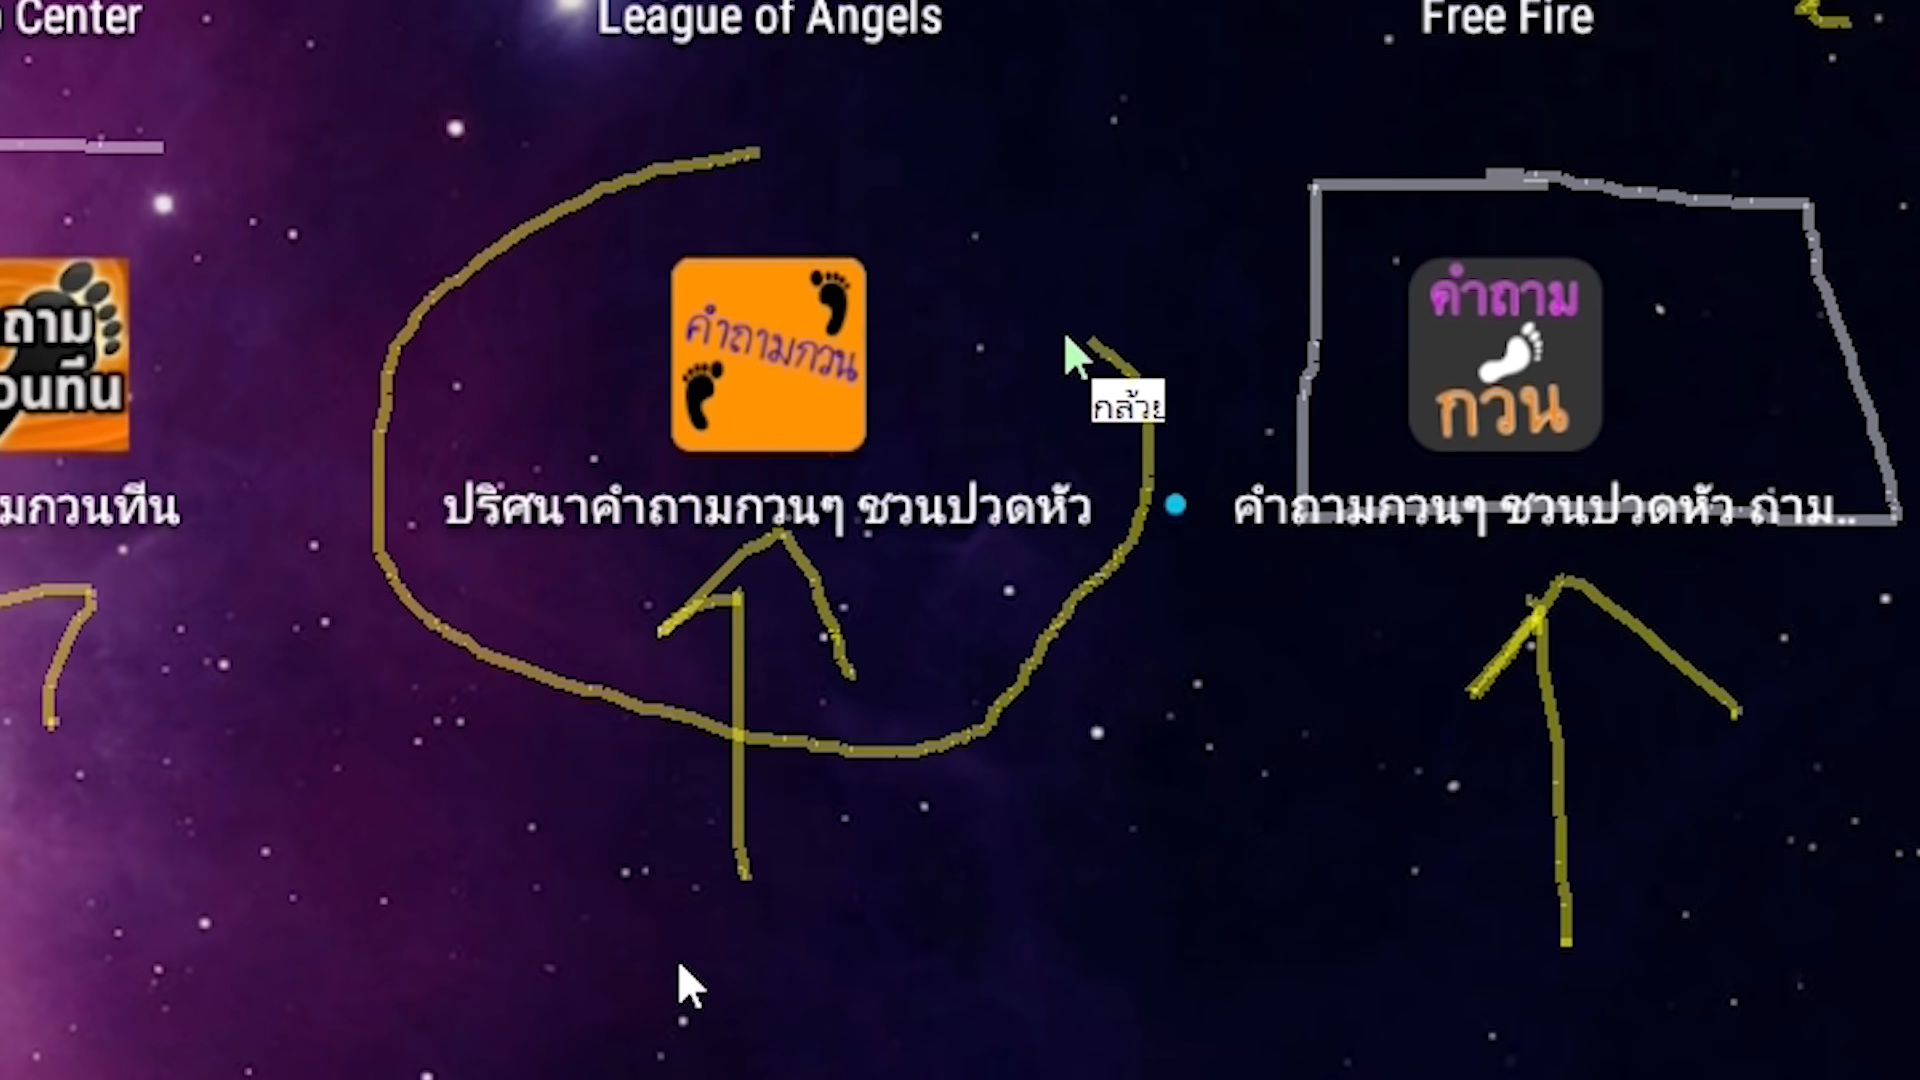 Center
League of Angels
Free Fire
ถาม
วนทีน
คำถามกวน
กล้วย
คำถาม
กวน
มกวนทีน
ปริศนาคำถามกวนๆ ชวนปวดหัว
คำถามกวนๆ ชวนปวดหัว ถาม..